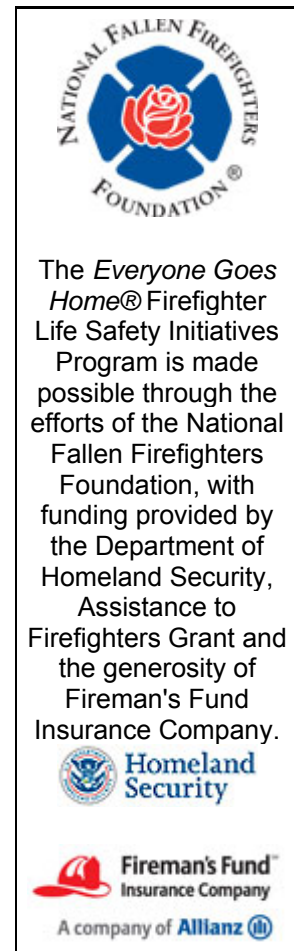 NATIONAL FALLEN FIREFIGHTERS
FOUNDATION ®
The Everyone Goes
Home® Firefighter
Life Safety Initiatives
Program is made
possible through the
efforts of the National
Fallen Firefighters
Foundation, with
funding provided by
the Department of
Homeland Security,
Assistance to
Firefighters Grant and
the generosity of
Fireman's Fund
Insurance Company.
Homeland
Security
Fireman's Fund™
Insurance Company
A company of Allianz